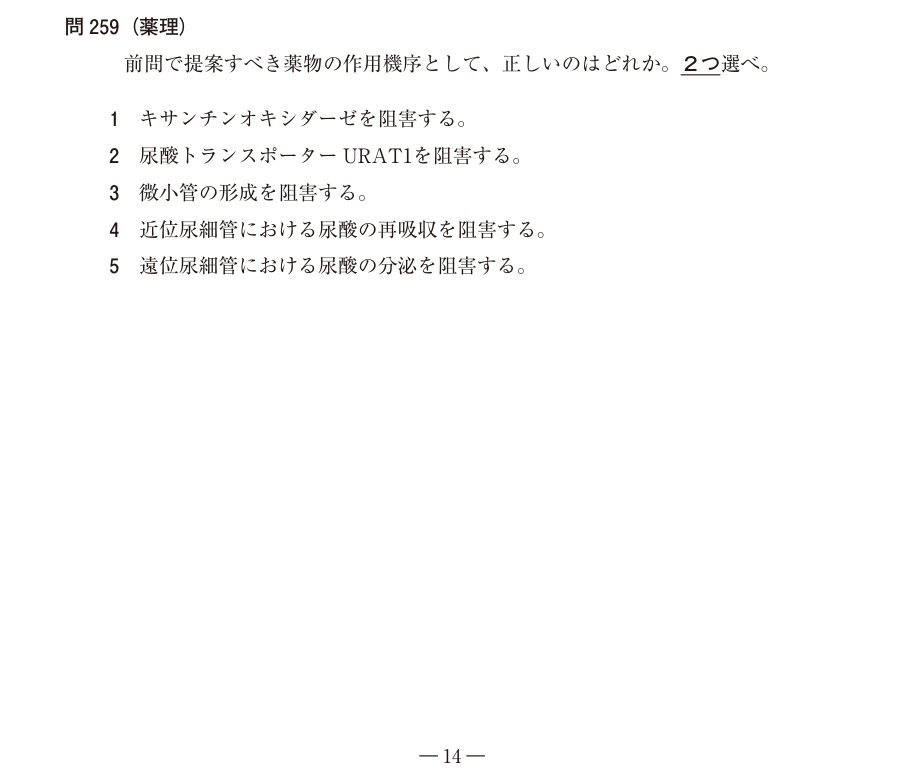 問 259（薬理）
前問で提案すべき薬物の作用機序として、正しいのはどれか。２つ選べ。
1 キサンチンオキシダーゼを阻害する。
2 尿酸トランスポーター URAT1を阻害する。
3 微小管の形成を阻害する。
4 近位尿細管における尿酸の再吸収を阻害する。
5 遠位尿細管における尿酸の分泌を阻害する。
— 14 —